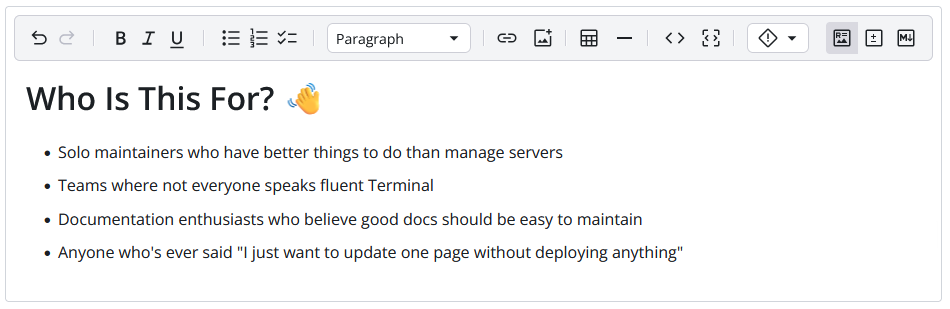 B I U
Paragraph
Who Is This For? 👋
• Solo maintainers who have better things to do than manage servers
• Teams where not everyone speaks fluent Terminal
• Documentation enthusiasts who believe good docs should be easy to maintain
• Anyone who's ever said "I just want to update one page without deploying anything"